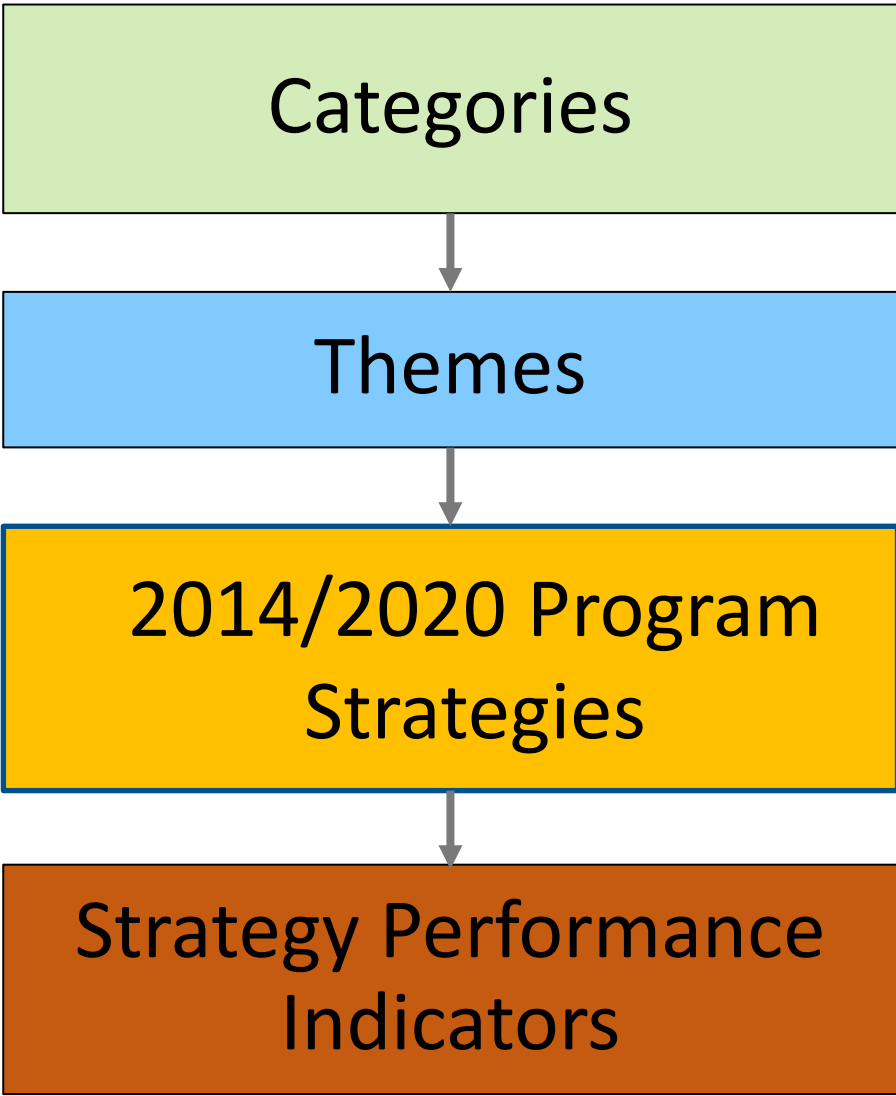 Categories
Themes
2014/2020 Program
Strategies
Strategy Performance
Indicators